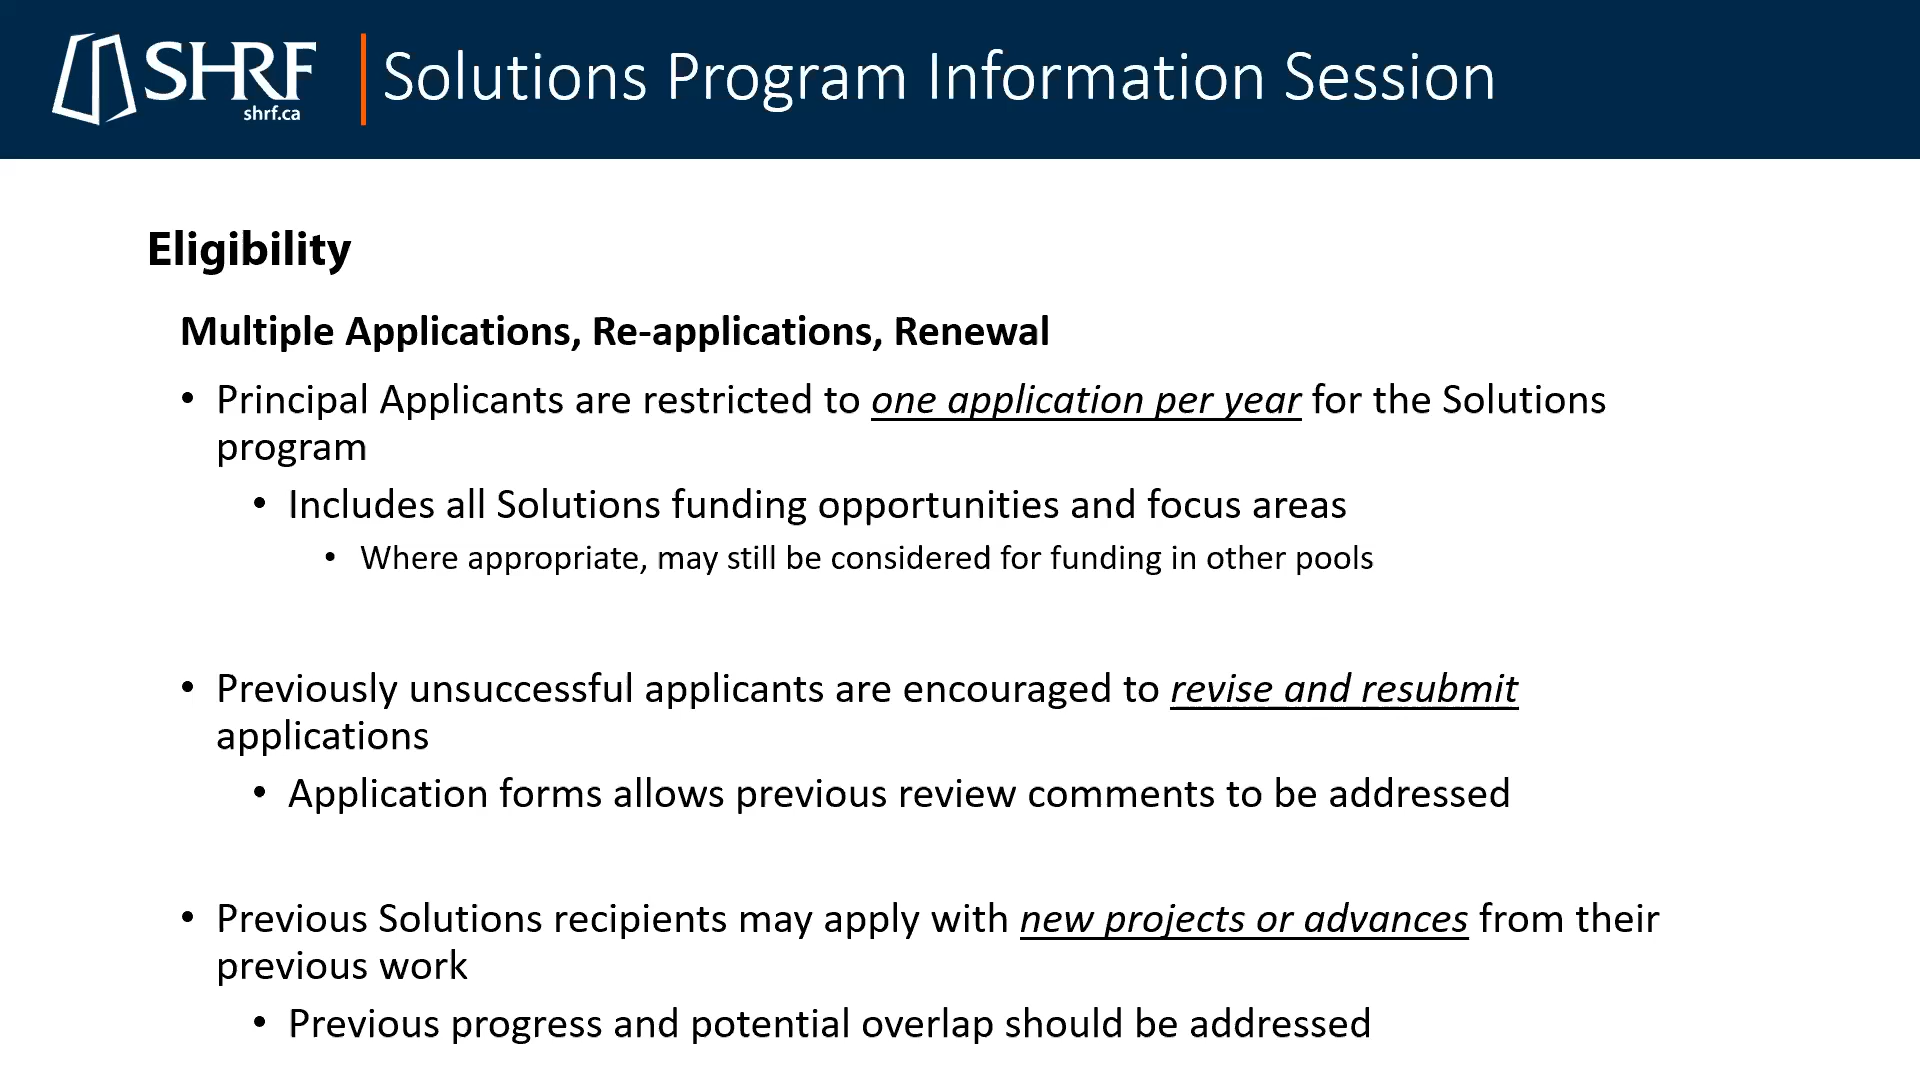 SHRF
shrf.ca
Solutions Program Information Session
Eligibility
Multiple Applications, Re-applications, Renewal
• Principal Applicants are restricted to one application per year for the Solutions
program
• Includes all Solutions funding opportunities and focus areas
• Where appropriate, may still be considered for funding in other pools
• Previously unsuccessful applicants are encouraged to revise and resubmit
applications
• Application forms allows previous review comments to be addressed
• Previous Solutions recipients may apply with new projects or advances from their
previous work
• Previous progress and potential overlap should be addressed